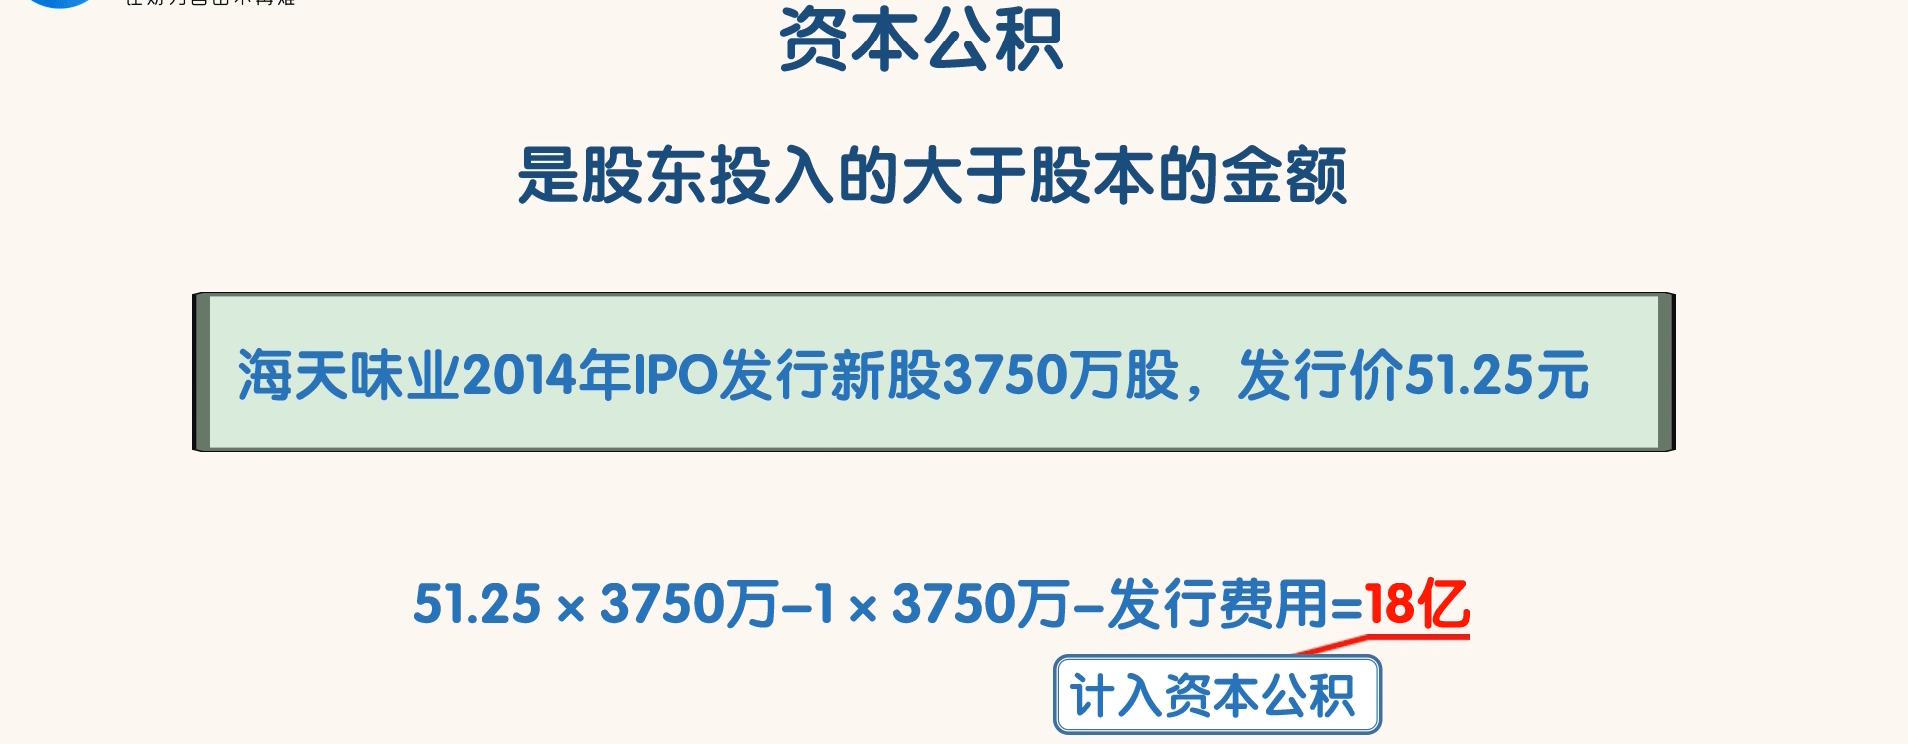 资本公积
是股东投入的大于股本的金额
海天味业2014年IPO发行新股3750万股，发行价51.25元
51.25×3750万–1×3750万–发行费用=18亿
计入资本公积